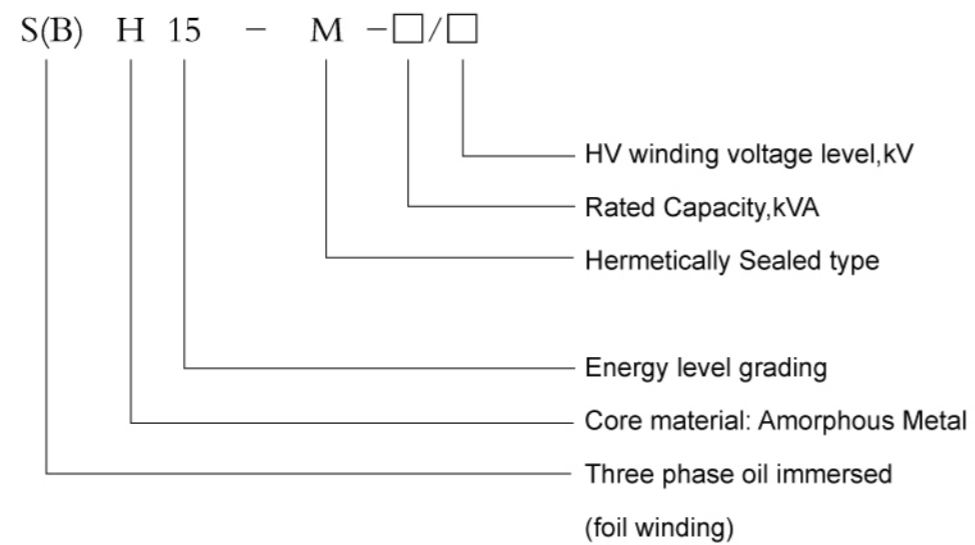 S(B) H 15 - M -□/□
HV winding voltage level,kV
Rated Capacity,kVA
Hermetically Sealed type
Energy level grading
Core material: Amorphous Metal
Three phase oil immersed
(foil winding)